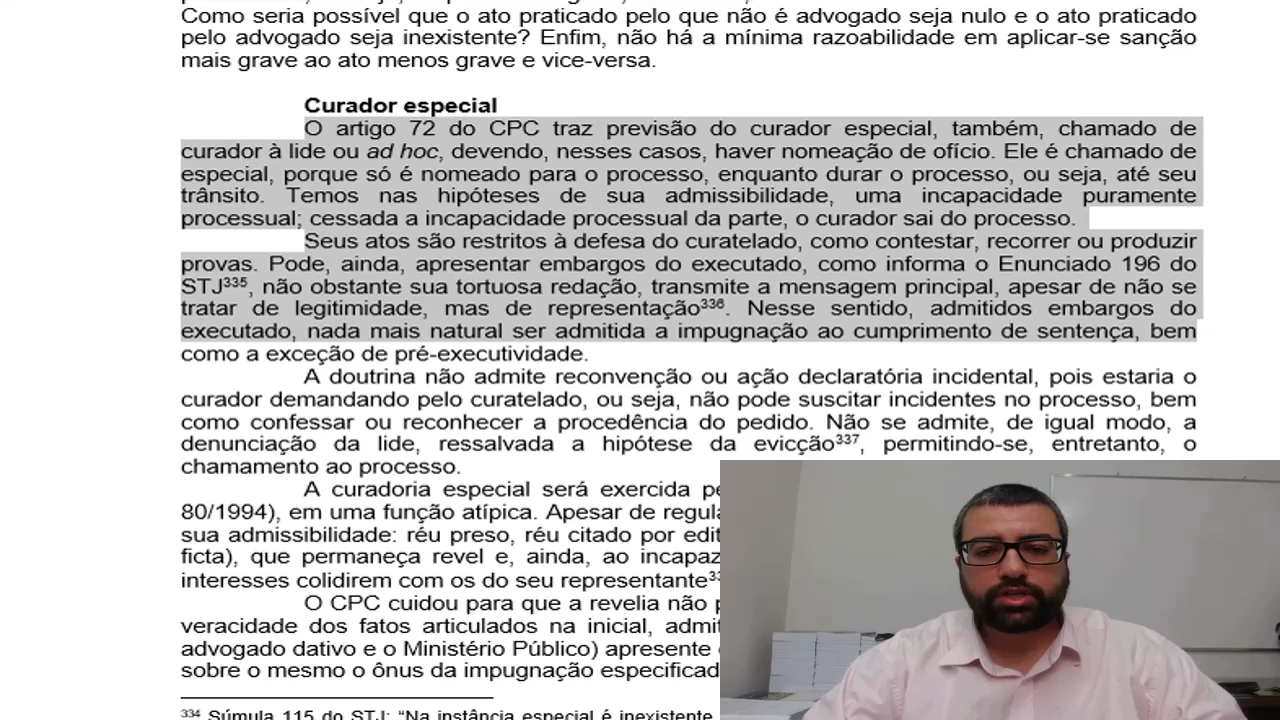 Como seria possível que o ato praticado pelo que não é advogado seja nulo e o ato praticado
pelo advogado seja inexistente? Enfim, não há a mínima razoabilidade em aplicar-se sanção
mais grave ao ato menos grave e vice-versa.
Curador especial
O artigo 72 do CPC traz previsão do curador especial, também, chamado de
curador à lide ou ad hoc, devendo, nesses casos, haver nomeação de ofício. Ele é chamado de
especial, porque só é nomeado para o processo, enquanto durar o processo, ou seja, até seu
trânsito. Temos nas hipóteses de sua admissibilidade, uma incapacidade puramente
processual; cessada a incapacidade processual da parte, o curador sai do processo.
Seus atos são restritos à defesa do curatelado, como contestar, recorrer ou produzir
provas. Pode, ainda, apresentar embargos do executado, como informa o Enunciado 196 do
STJ³³⁵, não obstante sua tortuosa redação, transmite a mensagem principal, apesar de não se
tratar de legitimidade, mas de representação³³⁶. Nesse sentido, admitidos embargos do
executado, nada mais natural ser admitida a impugnação ao cumprimento de sentença, bem
como a exceção de pré-executividade.
A doutrina não admite reconvenção ou ação declaratória incidental, pois estaria o
curador demandando pelo curatelado, ou seja, não pode suscitar incidentes no processo, bem
como confessar ou reconhecer a procedência do pedido. Não se admite, de igual modo, a
denunciação da lide, ressalvada a hipótese da evicção³³⁷, permitindo-se, entretanto, o
chamamento ao processo.
A curadoria especial será exercida
80/1994), em uma função atípica. Apesar de
sua admissibilidade: réu preso, réu citado por
ficta), que permaneça revel e, ainda, ao incapaz
interesses colidirem com os do seu representante
O CPC cuidou para que a revelia não
veracidade dos fatos articulados na inicial,
advogado dativo e o Ministério Público) apresente
sobre o mesmo o ônus da impugnação
³³⁴ Súmula 115 do STJ: “Na instância especial é inexistente